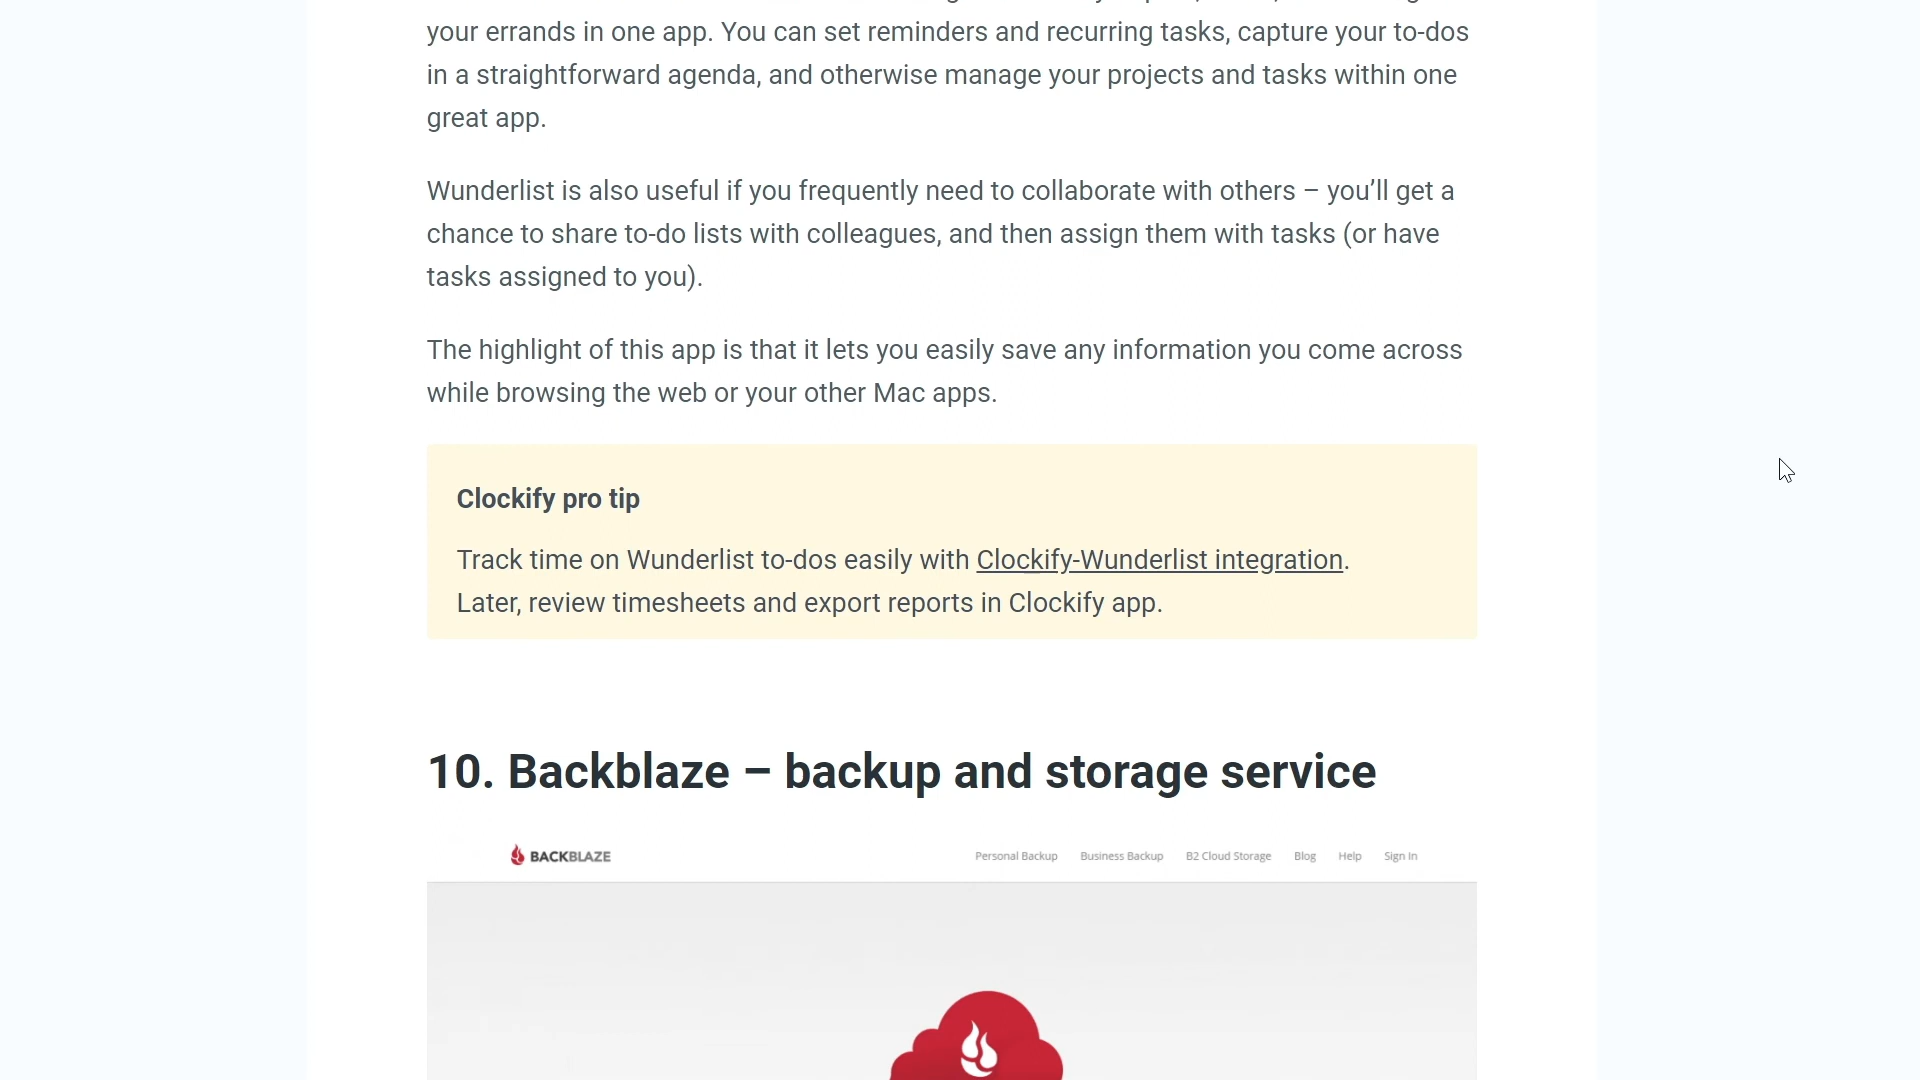 your errands in one app. You can set reminders and recurring tasks, capture your to-dos
in a straightforward agenda, and otherwise manage your projects and tasks within one
great app.
Wunderlist is also useful if you frequently need to collaborate with others – you’ll get a
chance to share to-do lists with colleagues, and then assign them with tasks (or have
tasks assigned to you).
The highlight of this app is that it lets you easily save any information you come across
while browsing the web or your other Mac apps.
Clockify pro tip
Track time on Wunderlist to-dos easily with Clockify-Wunderlist integration.
Later, review timesheets and export reports in Clockify app.
10. Backblaze – backup and storage service
BACKBLAZE Personal Backup Business Backup B2 Cloud Storage Blog Help Sign In